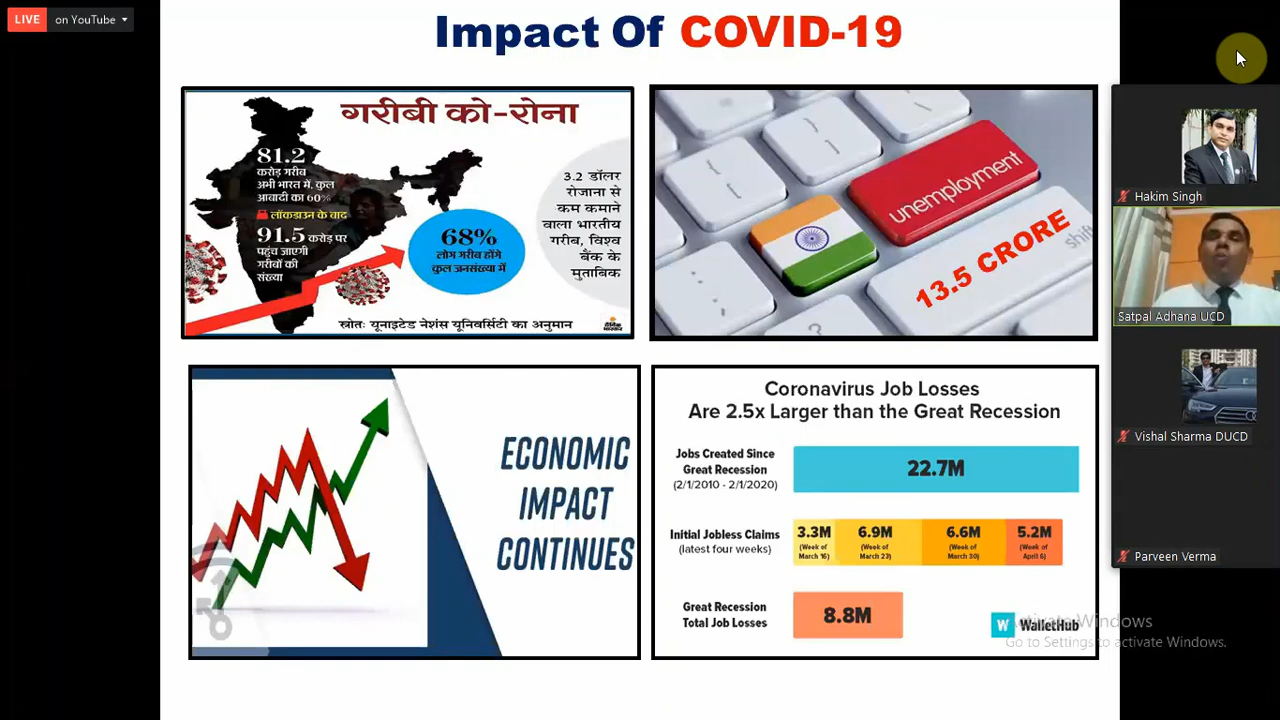 LIVE on YouTube
Impact Of COVID-19
गरीबी को-रोना
81.2
करोड़ गरीब
अभी भारत में, कुल
आबादी का 60%
लॉकडाउन के बाद
91.5 करोड़ पर
पहुंच जाएगी
गरीबों की
संख्या
68%
लोग गरीब होंगे
कुल जनसंख्या में
3.2 डॉलर
रोजाना से
कम कमाने
वाला भारतीय
गरीब, विश्व
बैंक के
मुताबिक
स्रोतः यूनाइटेड नेशंस यूनिवर्सिटी का अनुमान
दैनिक
भास्कर
unemployment
shift
13.5 CRORE
?
ECONOMIC
IMPACT
CONTINUES
Coronavirus Job Losses
Are 2.5x Larger than the Great Recession
Jobs Created Since
Great Recession
(2/1/2010 - 2/1/2020)
22.7M
Initial Jobless Claims
(latest four weeks)
3.3M
(Week of
March 16)
6.9M
(Week of
March 23)
6.6M
(Week of
March 30)
5.2M
(Week of
April 6)
Great Recession
Total Job Losses
8.8M
W WalletHub
Hakim Singh
Satpal Adhana UCD
Vishal Sharma DUCD
Parveen Verma
Activate Windows
Go to Settings to activate Windows.